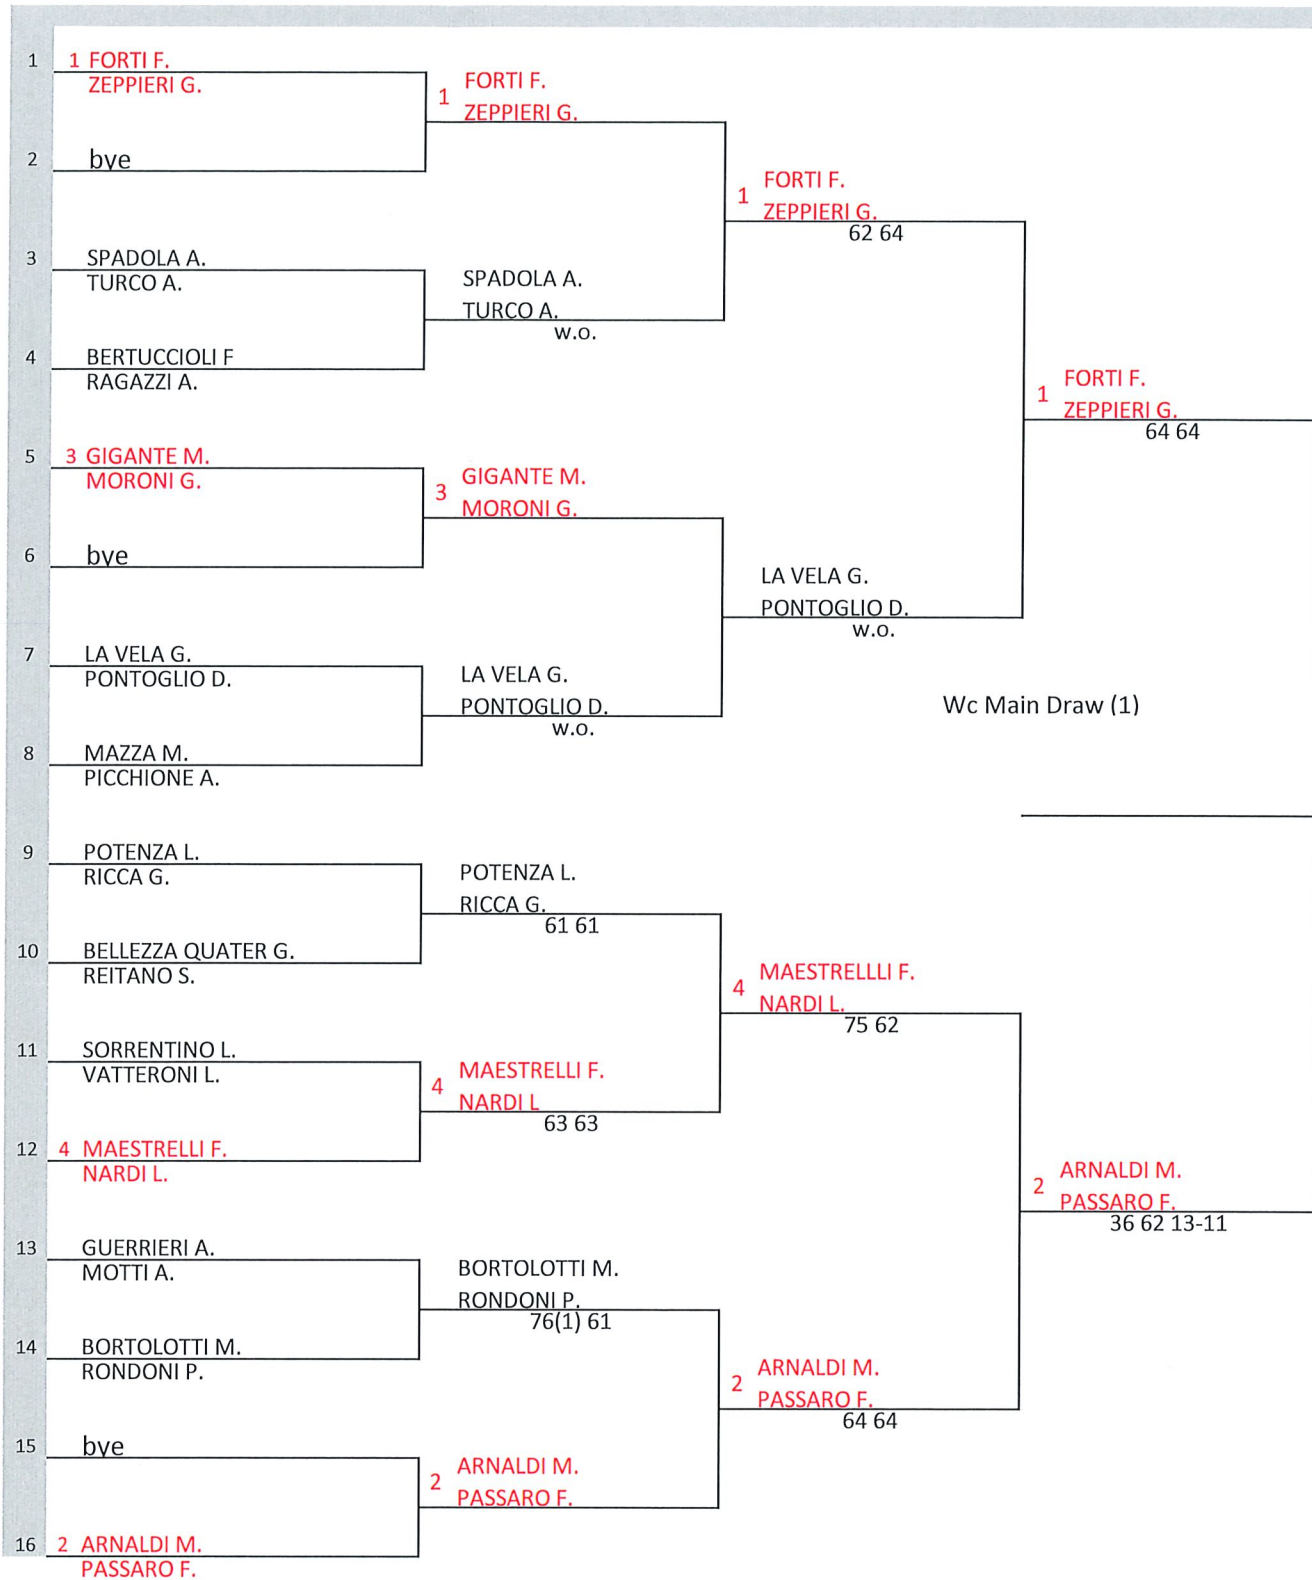 1 1 FORTI F.
ZEPPIERI G.
2 bye
3 SPADOLA A.
TURCO A.
4 BERTUCCIOLI F
RAGAZZI A.
5 3 GIGANTE M.
MORONI G.
6 bye
7 LA VELA G.
PONTOGLIO D.
8 MAZZA M.
PICCHIONE A.
9 POTENZA L.
RICCA G.
10 BELLEZZA QUATER G.
REITANO S.
11 SORRENTINO L.
VATTERONI L.
12 4 MAESTRELLI F.
NARDI L.
13 GUERRIERI A.
MOTTI A.
14 BORTOLOTTI M.
RONDONI P.
15 bye
16 2 ARNALDI M.
PASSARO F.
1 FORTI F.
ZEPPIERI G.
SPADOLA A.
TURCO A.
w.o.
3 GIGANTE M.
MORONI G.
LA VELA G.
PONTOGLIO D.
w.o.
POTENZA L.
RICCA G.
61 61
4 MAESTRELLI F.
NARDI L
63 63
BORTOLOTTI M.
RONDONI P.
76(1) 61
2 ARNALDI M.
PASSARO F.
1 FORTI F.
ZEPPIERI G.
62 64
LA VELA G.
PONTOGLIO D.
w.o.
4 MAESTRELLLI F.
NARDI L.
75 62
2 ARNALDI M.
PASSARO F.
64 64
1 FORTI F.
ZEPPIERI G.
64 64
Wc Main Draw (1)
2 ARNALDI M.
PASSARO F.
36 62 13-11